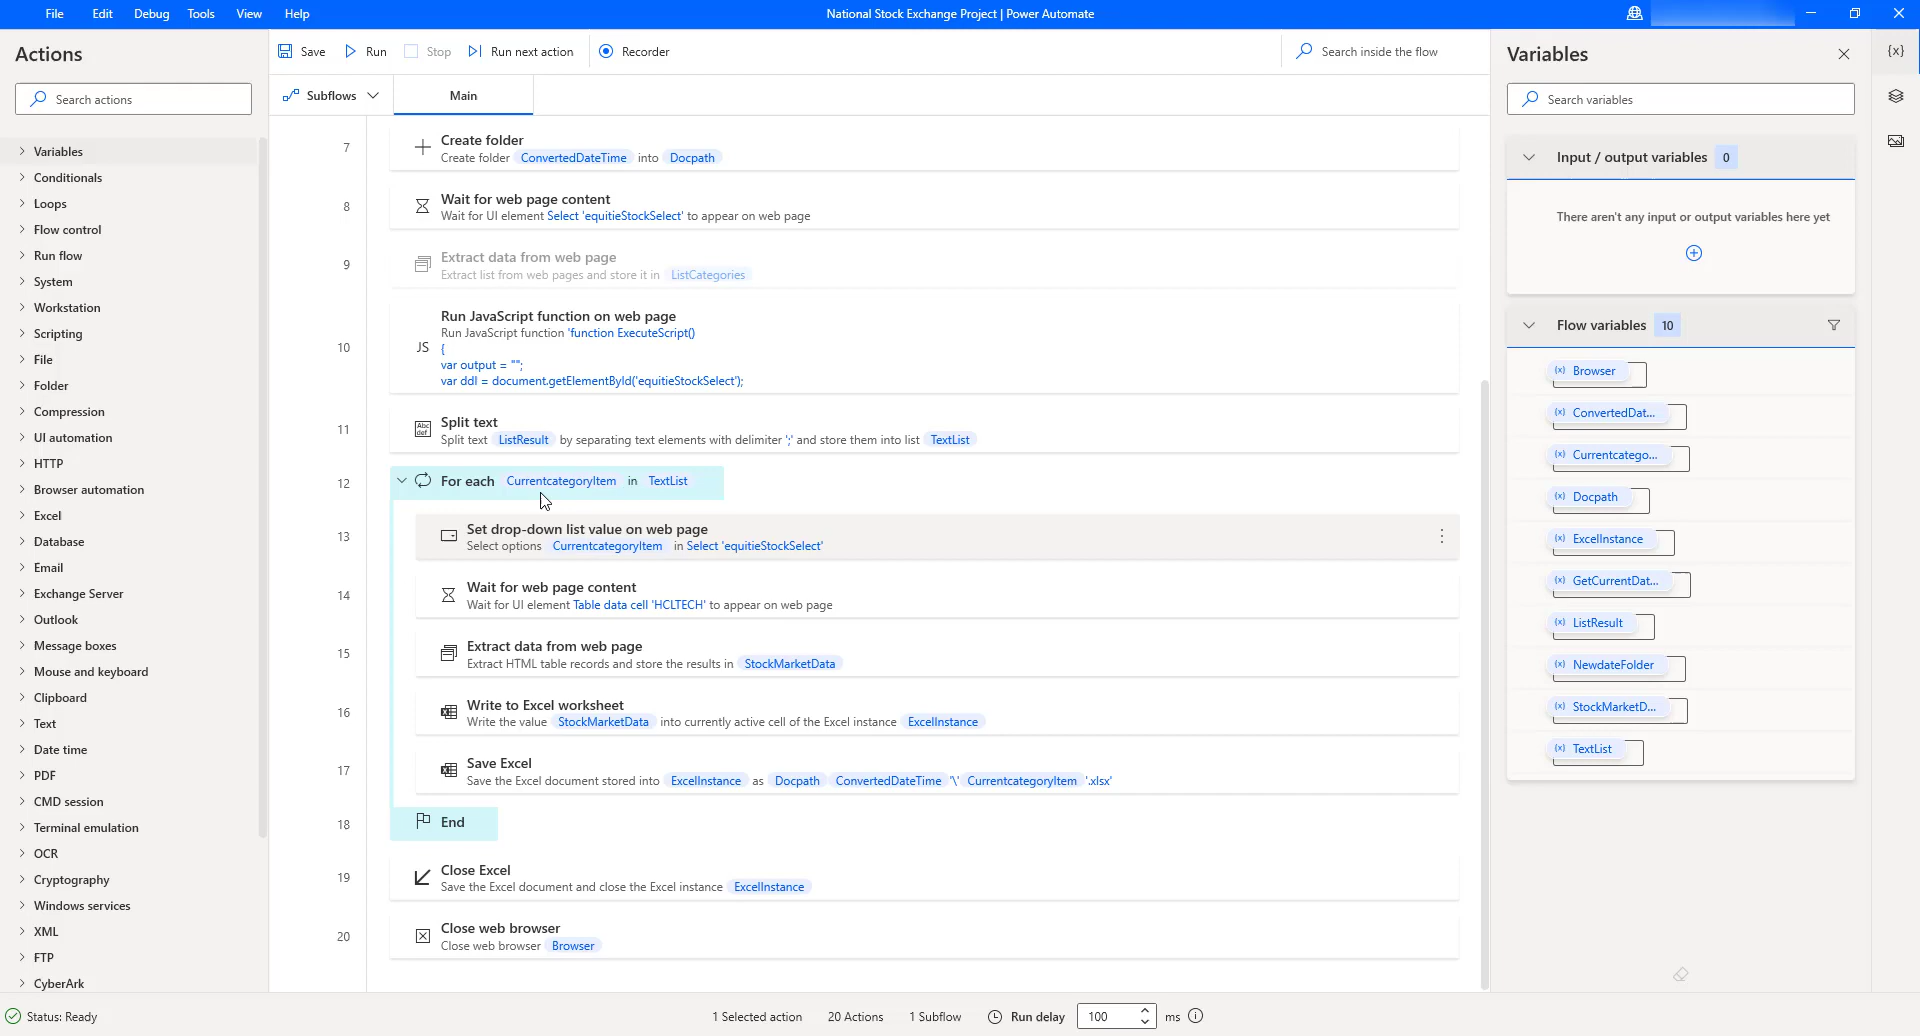 File Edit Debug Tools View Help
National Stock Exchange Project | Power Automate
Actions
Search actions
Variables
Conditionals
Loops
Flow control
Run flow
System
Workstation
Scripting
File
Folder
Compression
UI automation
HTTP
Browser automation
Excel
Database
Email
Exchange Server
Outlook
Message boxes
Mouse and keyboard
Clipboard
Text
Date time
PDF
CMD session
Terminal emulation
OCR
Cryptography
Windows services
XML
FTP
CyberArk
Save Run Stop Run next action Recorder
Search inside the flow
Subflows Main
7
Create folder
Create folder ConvertedDateTime into Docpath
8
Wait for web page content
Wait for UI element Select 'equitieStockSelect' to appear on web page
9
Extract data from web page
Extract list from web pages and store it in ListCategories
10
JS
Run JavaScript function on web page
Run JavaScript function 'function ExecuteScript()
{
var output = "";
var ddl = document.getElementById('equitieStockSelect');
11
Abc def
Split text
Split text ListResult by separating text elements with delimiter ';' and store them into list TextList
12
For each CurrentcategoryItem in TextList
13
Set drop-down list value on web page
Select options CurrentcategoryItem in Select 'equitieStockSelect'
14
Wait for web page content
Wait for UI element Table data cell 'HCLTECH' to appear on web page
15
Extract data from web page
Extract HTML table records and store the results in StockMarketData
16
Write to Excel worksheet
Write the value StockMarketData into currently active cell of the Excel instance ExcelInstance
17
Save Excel
Save the Excel document stored into ExcelInstance as Docpath ConvertedDateTime '\' CurrentcategoryItem '.xlsx'
18
End
19
Close Excel
Save the Excel document and close the Excel instance ExcelInstance
20
Close web browser
Close web browser Browser
Variables
{x}
Search variables
Input / output variables 0
There aren't any input or output variables here yet
Flow variables 10
(x) Browser
(x) ConvertedDat...
(x) Currentcatego...
(x) Docpath
(x) ExcelInstance
(x) GetCurrentDat...
(x) ListResult
(x) NewdateFolder
(x) StockMarketD...
(x) TextList
Status: Ready
1 Selected action 20 Actions 1 Subflow Run delay 100 ms